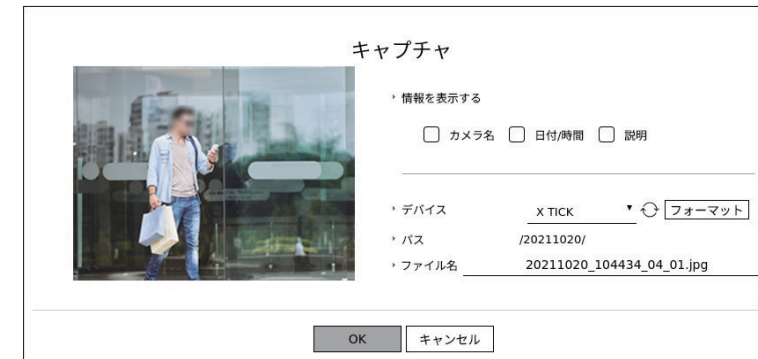 キャプチャ
情報を表示する
カメラ名 日付/時間 説明
デバイス X TICK フォーマット
パス /20211020/
ファイル名 20211020_104434_04_01.jpg
OK キャンセル